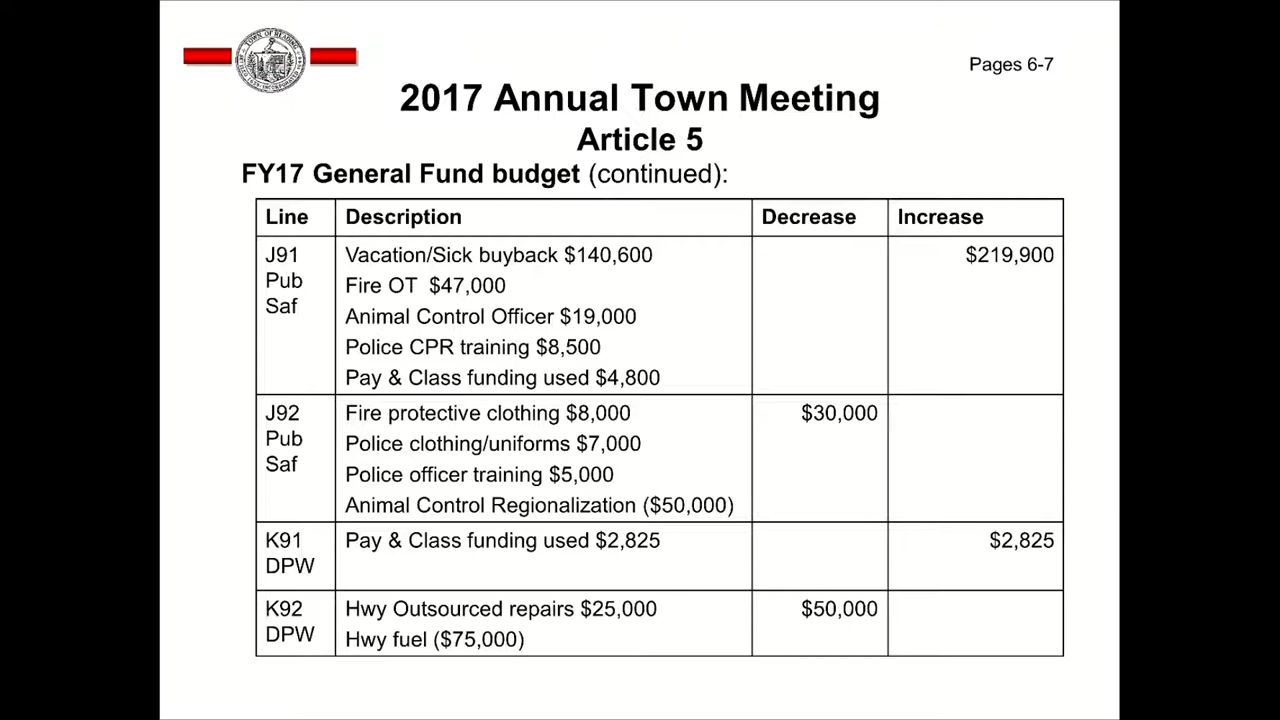 Pages 6-7
2017 Annual Town Meeting
Article 5
FY17 General Fund budget (continued):
Line Description Decrease Increase
J91 Pub Saf
Vacation/Sick buyback $140,600 $219,900
Fire OT $47,000
Animal Control Officer $19,000
Police CPR training $8,500
Pay & Class funding used $4,800
J92 Pub Saf
Fire protective clothing $8,000 $30,000
Police clothing/uniforms $7,000
Police officer training $5,000
Animal Control Regionalization ($50,000)
K91 DPW
Pay & Class funding used $2,825 $2,825
K92 DPW
Hwy Outsourced repairs $25,000 $50,000
Hwy fuel ($75,000)